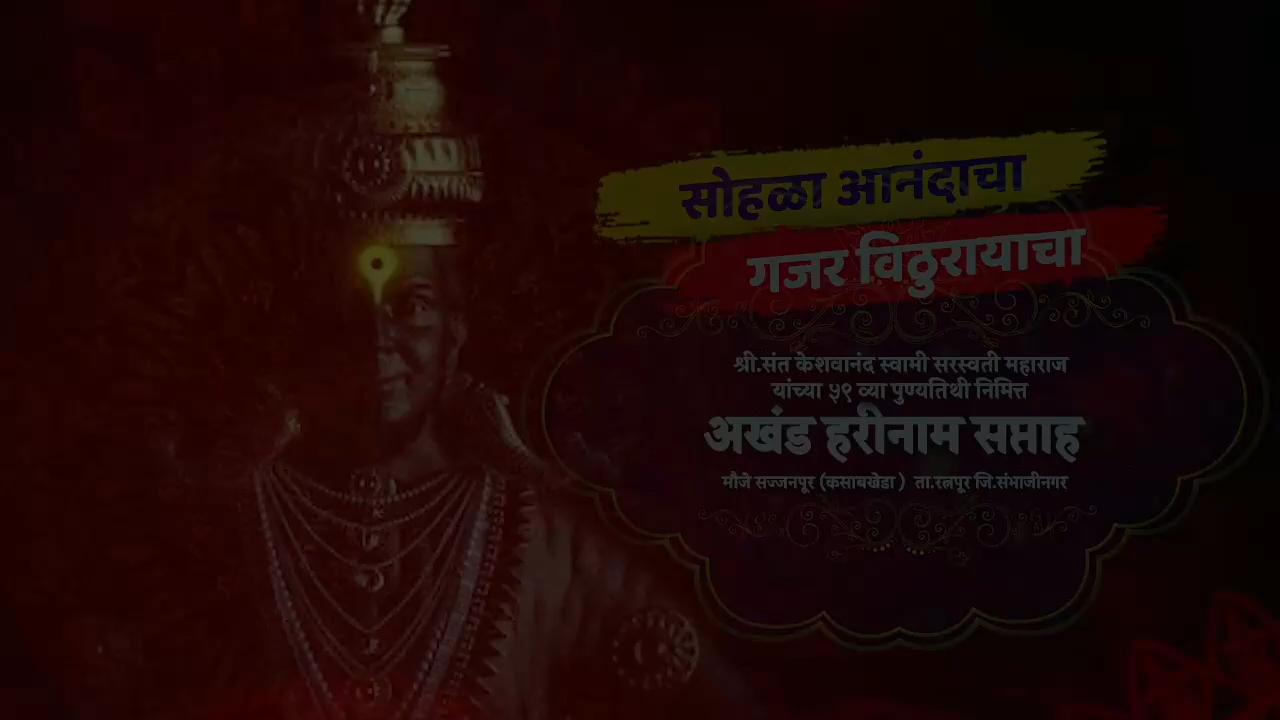 सोहळा आनंदाचा
गजर विठुरायाचा
श्री.संत केशवानंद स्वामी सरस्वती महाराज
यांच्या ५९ व्या पुण्यतिथी निमित्त
अखंड हरीनाम सप्ताह
मौजे सज्जनपूर (कसाबखेडा ) ता.रत्नपूर जि.संभाजीनगर